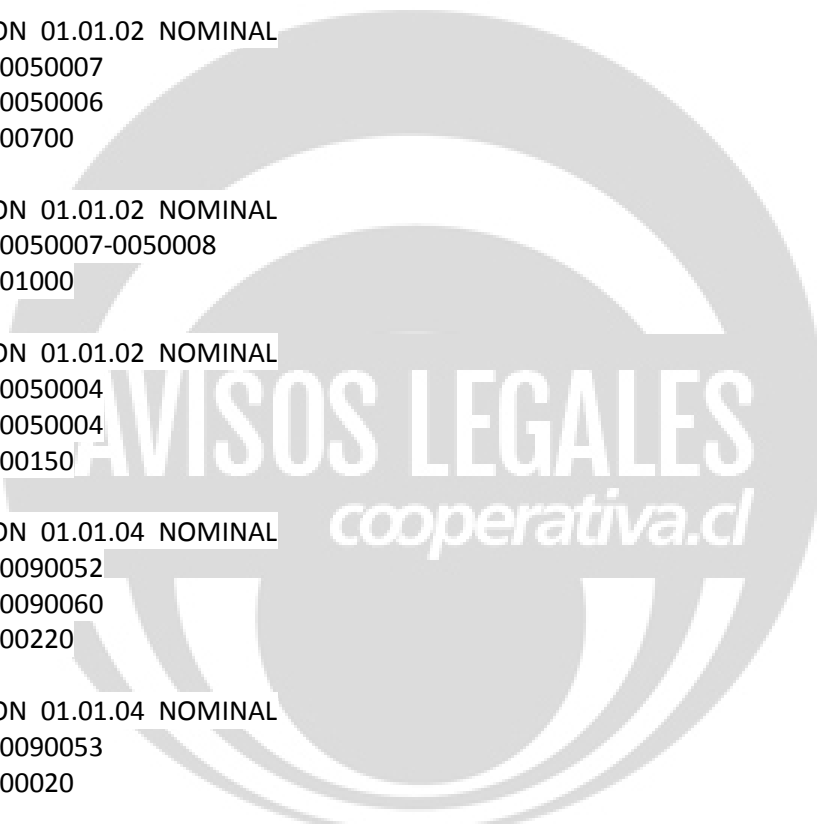 ON 01.01.02 NOMINAL
0050007
0050006
00700
ON 01.01.02 NOMINAL
0050007-0050008
01000
ON 01.01.02 NOMINAL
0050004
0050004
00150
AVISOS LEGALES
cooperativa.cl
ON 01.01.04 NOMINAL
0090052
0090060
00220
ON 01.01.04 NOMINAL
0090053
00020